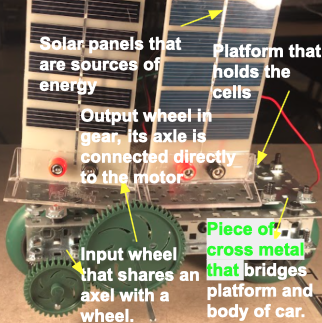 Solar panels that
are sources of
energy
Platform that
holds the
cells
Output wheel in
gear, its axle is
connected directly
to the motor
Input wheel
that shares an
axel with a
wheel.
Piece of
cross metal
that bridges
platform and
body of car.